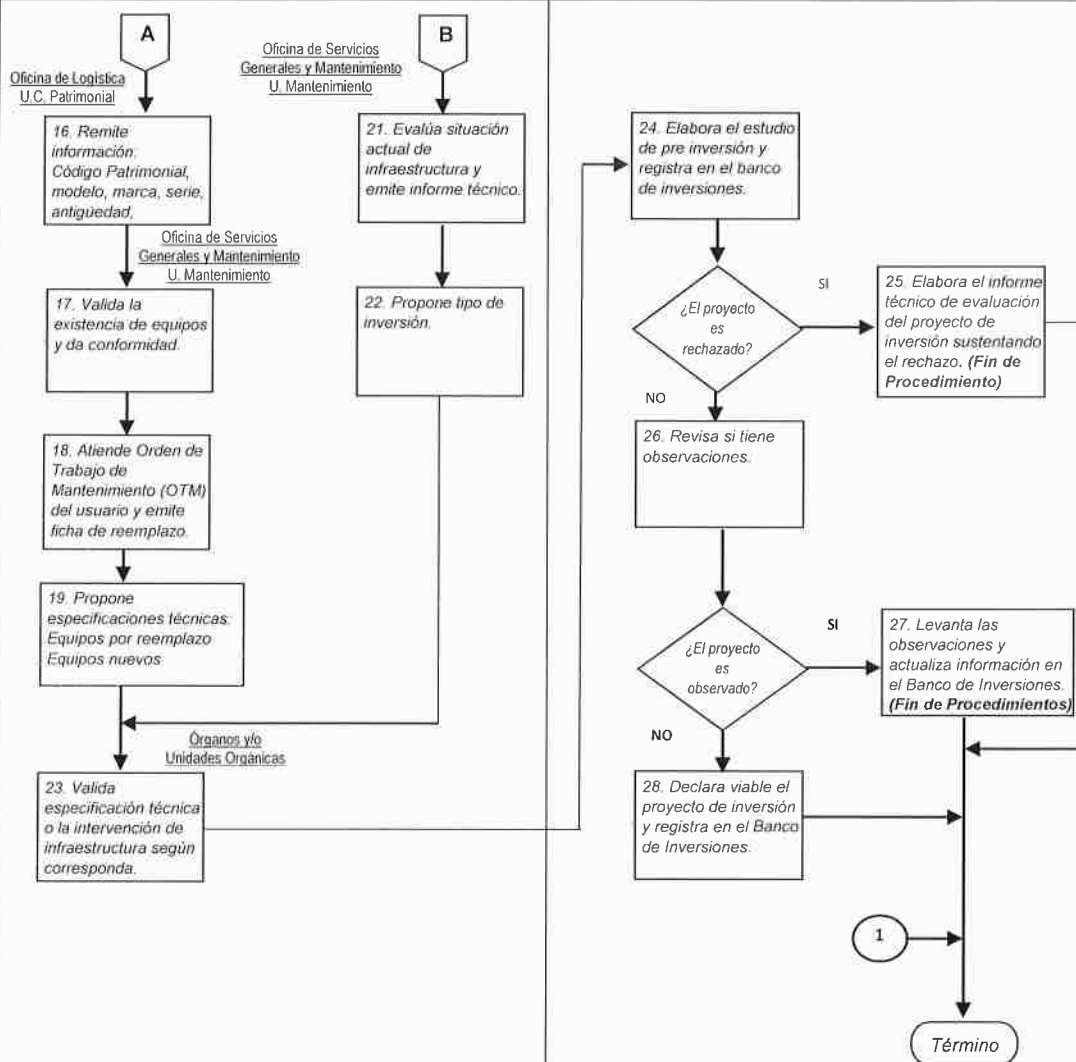 A
Oficina de Logística
U.C. Patrimonial
16. Remite
información:
Código Patrimonial,
modelo, marca, serie,
antigüedad,
Oficina de Servicios
Generales y Mantenimiento
U. Mantenimiento
17. Valida la
existencia de equipos
y da conformidad.
18. Atiende Orden de
Trabajo de
Mantenimiento (OTM)
del usuario y emite
ficha de reemplazo.
19. Propone
especificaciones técnicas:
Equipos por reemplazo
Equipos nuevos
B
Oficina de Servicios
Generales y Mantenimiento
U. Mantenimiento
21. Evalúa situación
actual de
infraestructura y
emite informe técnico.
22. Propone tipo de
inversión.
Órganos y/o
Unidades Orgánicas
23. Valida
especificación técnica
o la intervención de
infraestructura según
corresponda.
24. Elabora el estudio
de pre inversión y
registra en el banco
de inversiones.
¿El proyecto
es
rechazado?
SI
25. Elabora el informe
técnico de evaluación
del proyecto de
inversión sustentando
el rechazo. (Fin de
Procedimiento)
NO
26. Revisa si tiene
observaciones.
¿El proyecto
es
observado?
SI
27. Levanta las
observaciones y
actualiza información en
el Banco de Inversiones.
(Fin de Procedimientos)
NO
28. Declara viable el
proyecto de inversión
y registra en el Banco
de Inversiones.
1
Término